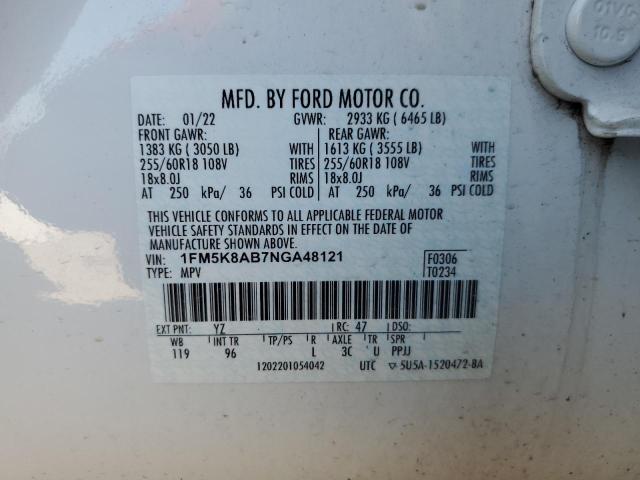 MFD. BY FORD MOTOR CO.
DATE: 01/22 GVWR: 2933 KG ( 6465 LB)
FRONT GAWR: REAR GAWR:
1383 KG ( 3050 LB) WITH 1613 KG ( 3555 LB) WITH
255/60R18 108V TIRES 255/60R18 108V TIRES
18x8.0J RIMS 18x8.0J RIMS
AT 250 kPa/ 36 PSI COLD AT 250 kPa/ 36 PSI COLD
THIS VEHICLE CONFORMS TO ALL APPLICABLE FEDERAL MOTOR
VEHICLE SAFETY, BUMPER, AND THEFT PREVENTION
STANDARDS IN EFFECT ON THE DATE OF MANUFACTURE SHOWN ABOVE.
VIN: 1FM5K8AB7NGA48121 F0306
TYPE: MPV T0234
EXT PNT: YZ RC: 47 DSO:
WB INT TR TP/PS R AXLE TR SPR
119 96 L 3C U PPJJ
1202201054042 UTC 5U5A-1520472-8A